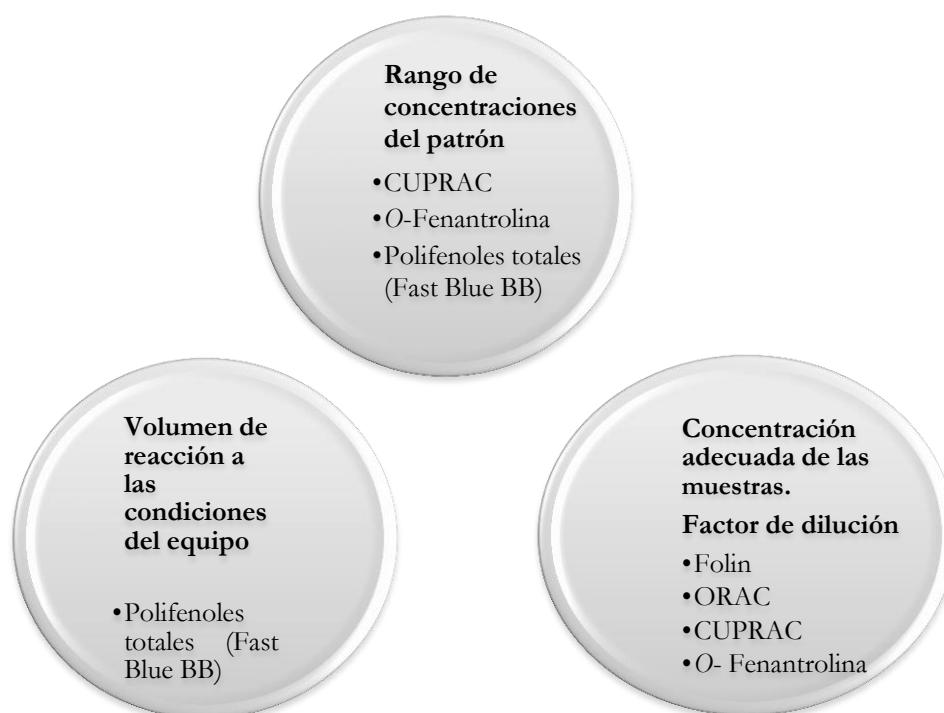 Rango de
concentraciones
del patrón
•CUPRAC
•O-Fenantrolina
•Polifenoles totales
(Fast Blue BB)
Volumen de
reacción a
las
condiciones
del equipo
•Polifenoles
totales (Fast
Blue BB)
Concentración
adecuada de las
muestras.
Factor de dilución
•Folin
•ORAC
•CUPRAC
•O- Fenantrolina